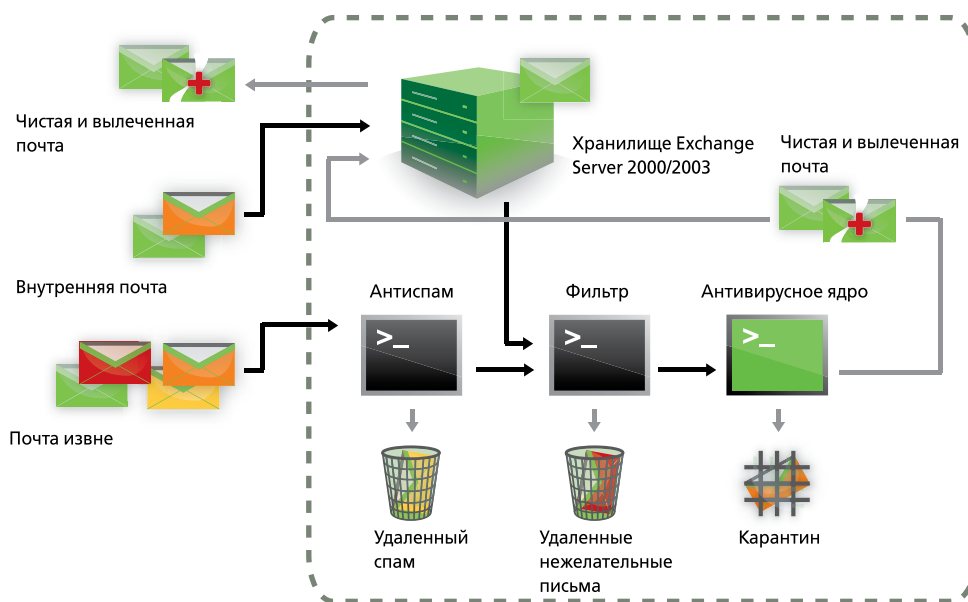 Чистая и вылеченная
почта
Хранилище Exchange
Server 2000/2003
Чистая и вылеченная
почта
Внутренняя почта
Антиспам
Фильтр
Антивирусное ядро
>_
>_
>_
Почта извне
Удаленный
спам
Удаленные
нежелательные
письма
Карантин